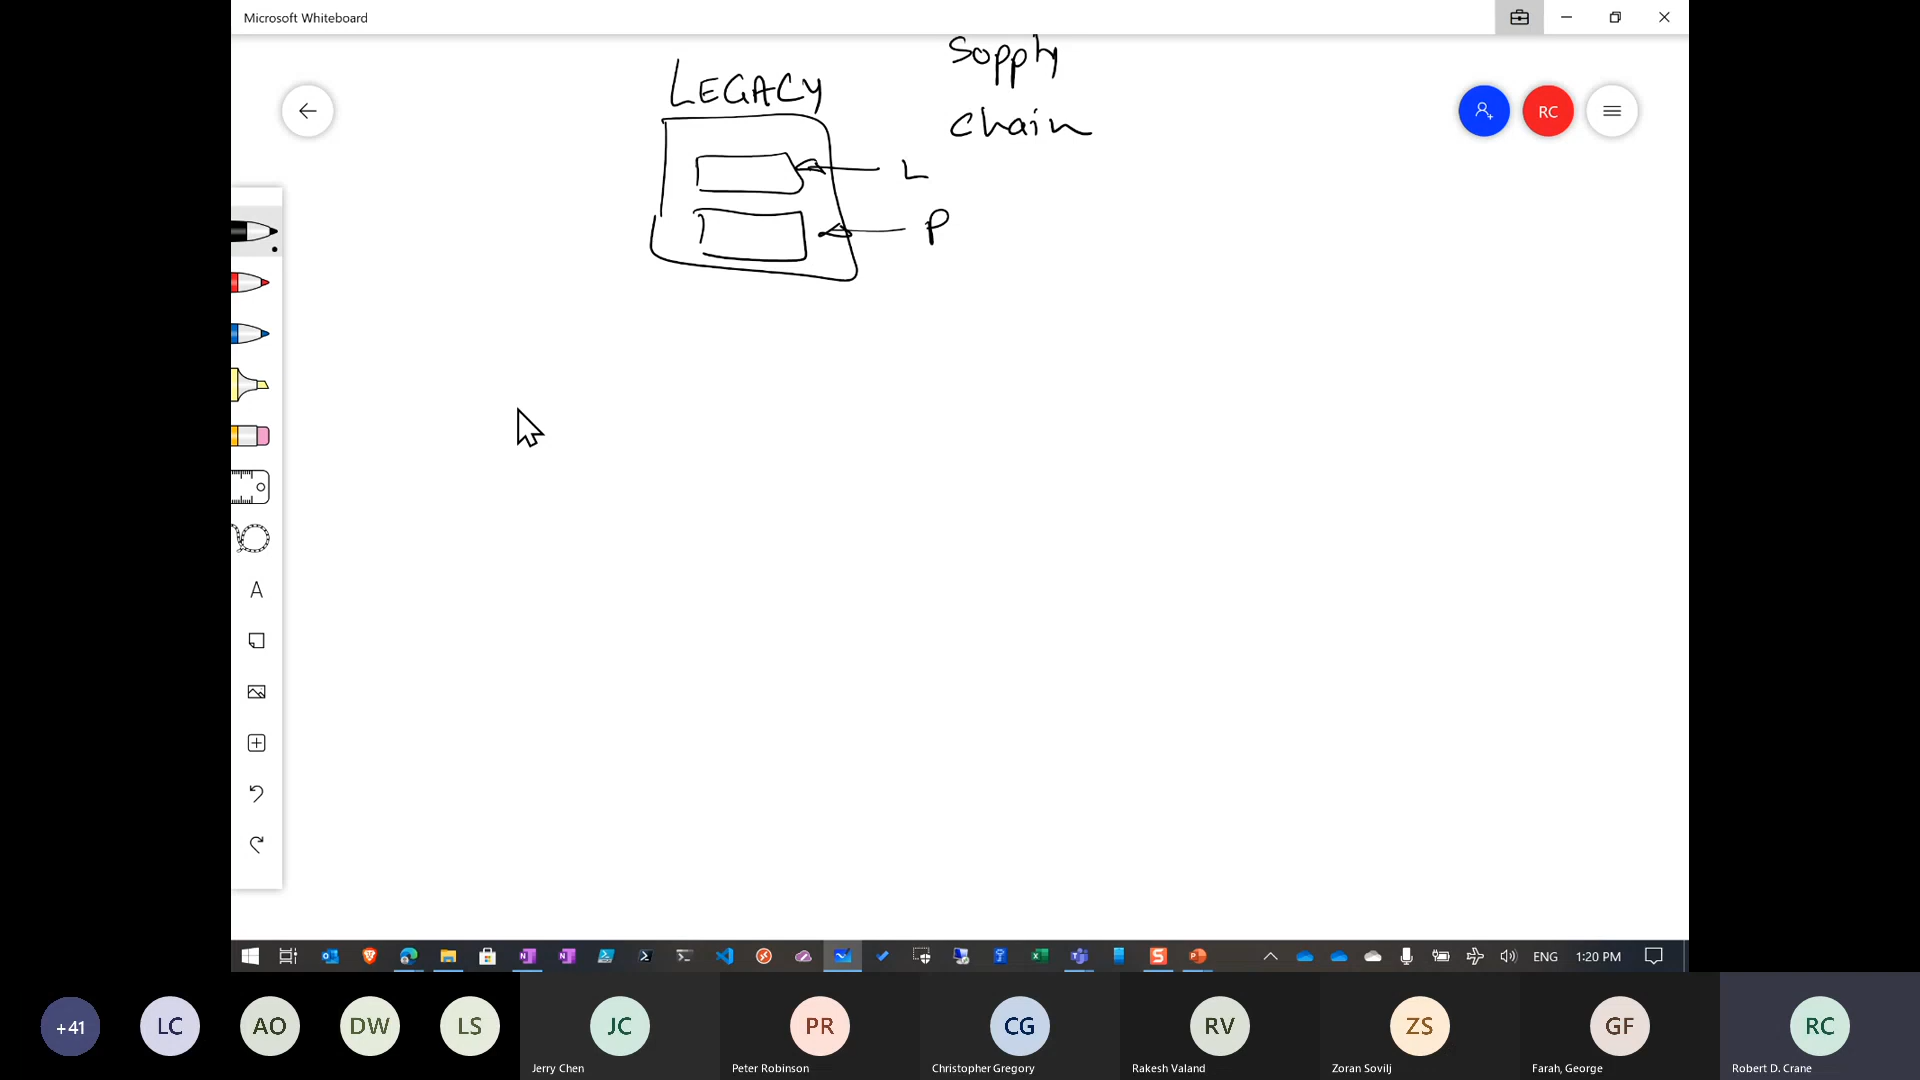 Microsoft Whiteboard
Sopply
LEGACY
chain
RC
L
P
A
ENG
1:20 PM
+41
LC
AO
DW
LS
JC
PR
CG
RV
ZS
GF
RC
Jerry Chen
Peter Robinson
Christopher Gregory
Rakesh Valand
Zoran Sovilj
Farah, George
Robert D. Crane